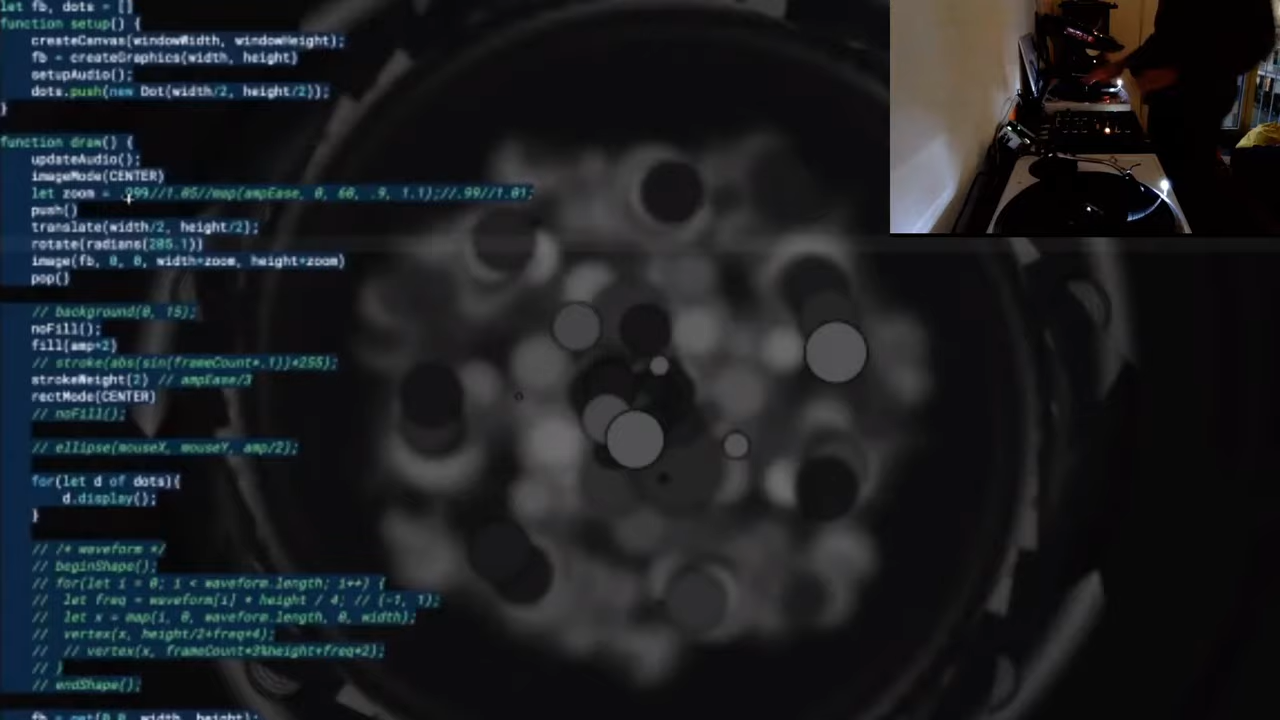 let fb, dots = []
function setup() {
createCanvas(windowWidth, windowHeight);
fb = createGraphics(width, height)
setupAudio();
dots.push(new Dot(width/2, height/2));
}
function draw() {
updateAudio();
imageMode(CENTER)
let zoom = .999//1.05//map(ampEase, 0, 60, .9, 1.1);//.99//1.01;
push()
translate(width/2, height/2);
rotate(radians(285.1))
image(fb, 0, 0, width*zoom, height*zoom)
pop()
// background(0, 15);
noFill();
fill(amp*2)
// stroke(abs(sin(frameCount*.1))*255);
strokeWeight(2) // ampEase/3
rectMode(CENTER)
// noFill();
// ellipse(mouseX, mouseY, amp/2);
for(let d of dots){
d.display();
}
// /* waveform */
// beginShape();
// for(let i = 0; i < waveform.length; i++) {
// let freq = waveform[i] * height / 4; // (-1, 1);
// let x = map(i, 0, waveform.length, 0, width);
// vertex(x, height/2+freq*4);
// // vertex(x, frameCount*3%height+freq*2);
// }
// endShape();
fb = get(0,0, width, height);